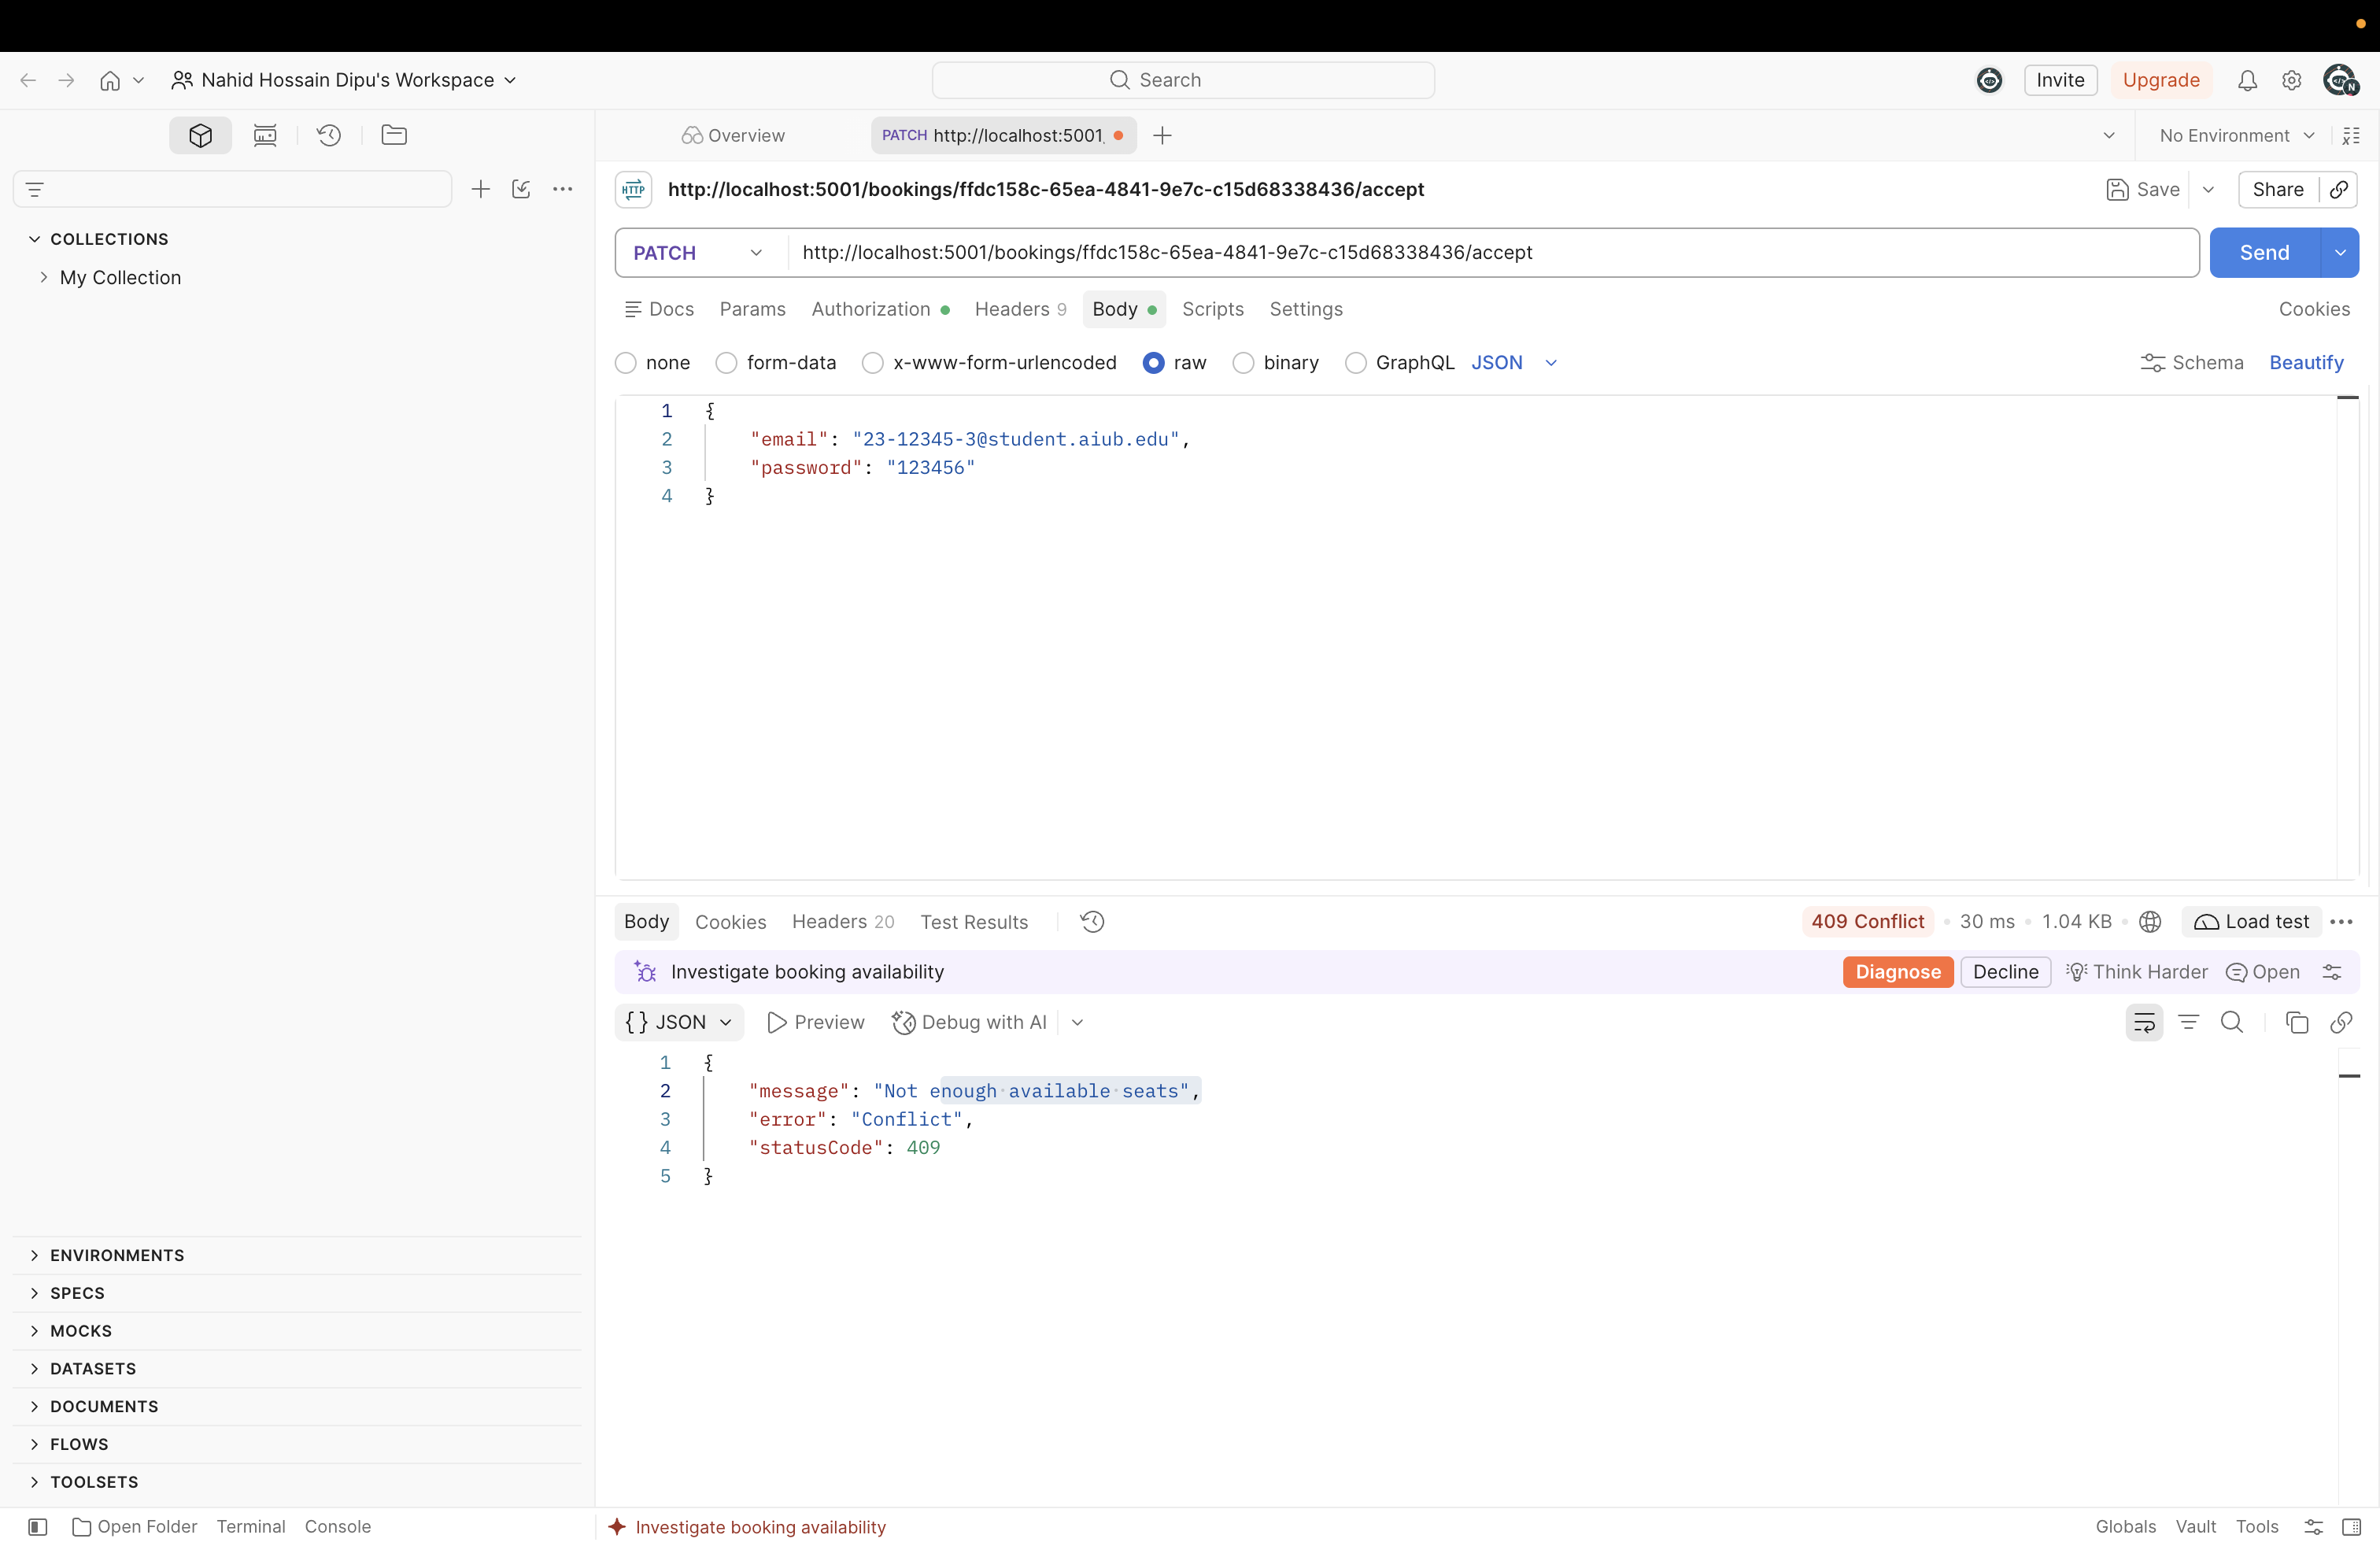 Nahid Hossain Dipu's Workspace
Search
Invite
Upgrade
Overview
PATCH http://localhost:5001
No Environment
COLLECTIONS
My Collection
HTTP
http://localhost:5001/bookings/ffdc158c-65ea-4841-9e7c-c15d68338436/accept
Save
Share
PATCH
http://localhost:5001/bookings/ffdc158c-65ea-4841-9e7c-c15d68338436/accept
Send
Docs Params Authorization Headers 9 Body Scripts Settings
Cookies
none form-data x-www-form-urlencoded raw binary GraphQL JSON
Schema Beautify
1 {
2 "email": "23-12345-3@student.aiub.edu",
3 "password": "123456"
4 }
Body Cookies Headers 20 Test Results
409 Conflict • 30 ms • 1.04 KB •
Load test
Investigate booking availability
Diagnose Decline Think Harder Open
{} JSON Preview Debug with AI
1 {
2 "message": "Not enough available seats",
3 "error": "Conflict",
4 "statusCode": 409
5 }
ENVIRONMENTS
SPECS
MOCKS
DATASETS
DOCUMENTS
FLOWS
TOOLSETS
Open Folder Terminal Console
Investigate booking availability
Globals Vault Tools